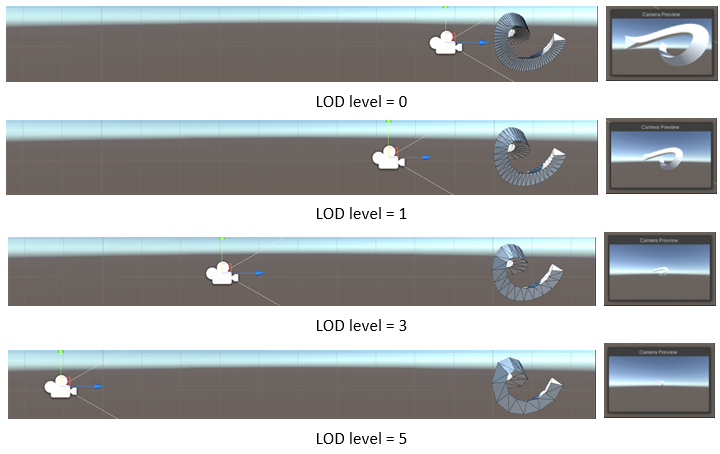 Camera Preview
LOD level = 0
Camera Preview
LOD level = 1
Camera Preview
LOD level = 3
Camera Preview
LOD level = 5